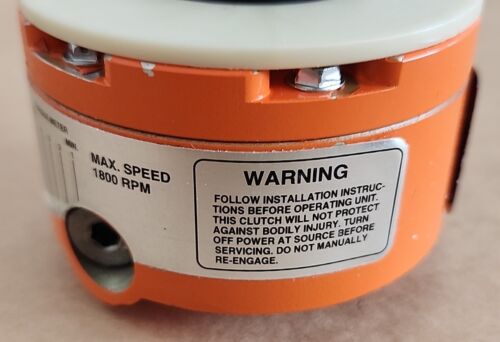 MIN.
MAX. SPEED
1800 RPM
WARNING
FOLLOW INSTALLATION INSTRUC-
TIONS BEFORE OPERATING UNIT.
THIS CLUTCH WILL NOT PROTECT
AGAINST BODILY INJURY. TURN
OFF POWER AT SOURCE BEFORE
SERVICING. DO NOT MANUALLY
RE-ENGAGE.